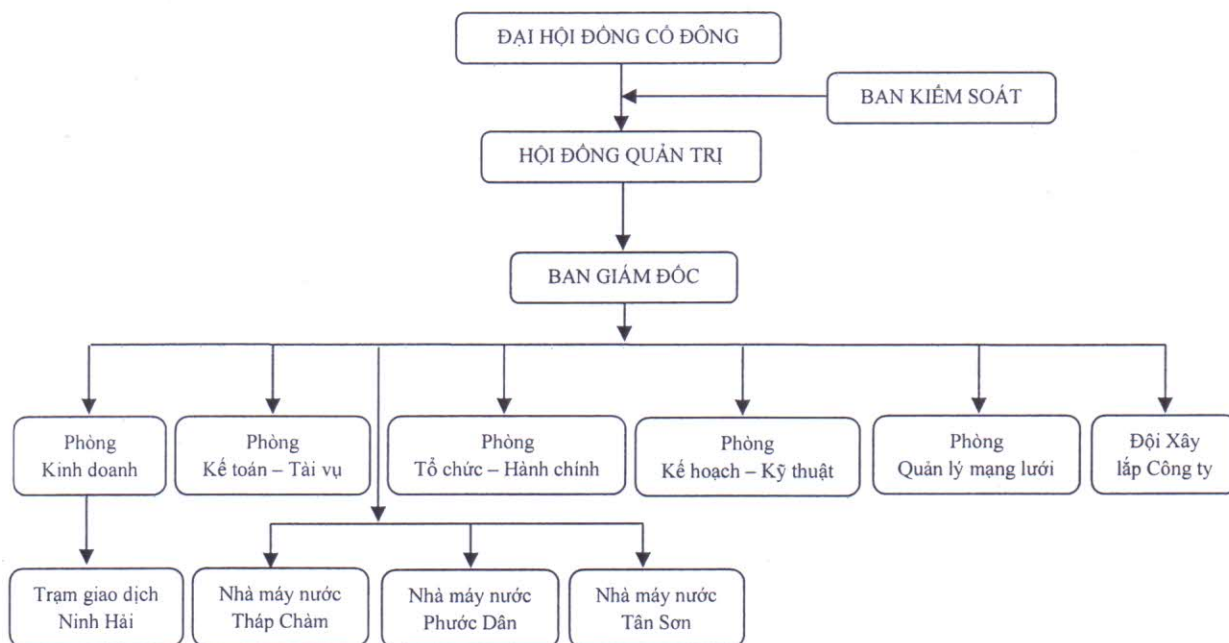 ĐẠI HỘI ĐỒNG CỔ ĐÔNG
BAN KIỂM SOÁT
HỘI ĐỒNG QUẢN TRỊ
BAN GIÁM ĐỐC
Phòng
Kinh doanh
Phòng
Kế toán – Tài vụ
Phòng
Tổ chức – Hành chính
Phòng
Kế hoạch – Kỹ thuật
Phòng
Quản lý mạng lưới
Đội Xây
lắp Công ty
Trạm giao dịch
Ninh Hải
Nhà máy nước
Tháp Chàm
Nhà máy nước
Phước Dân
Nhà máy nước
Tân Sơn